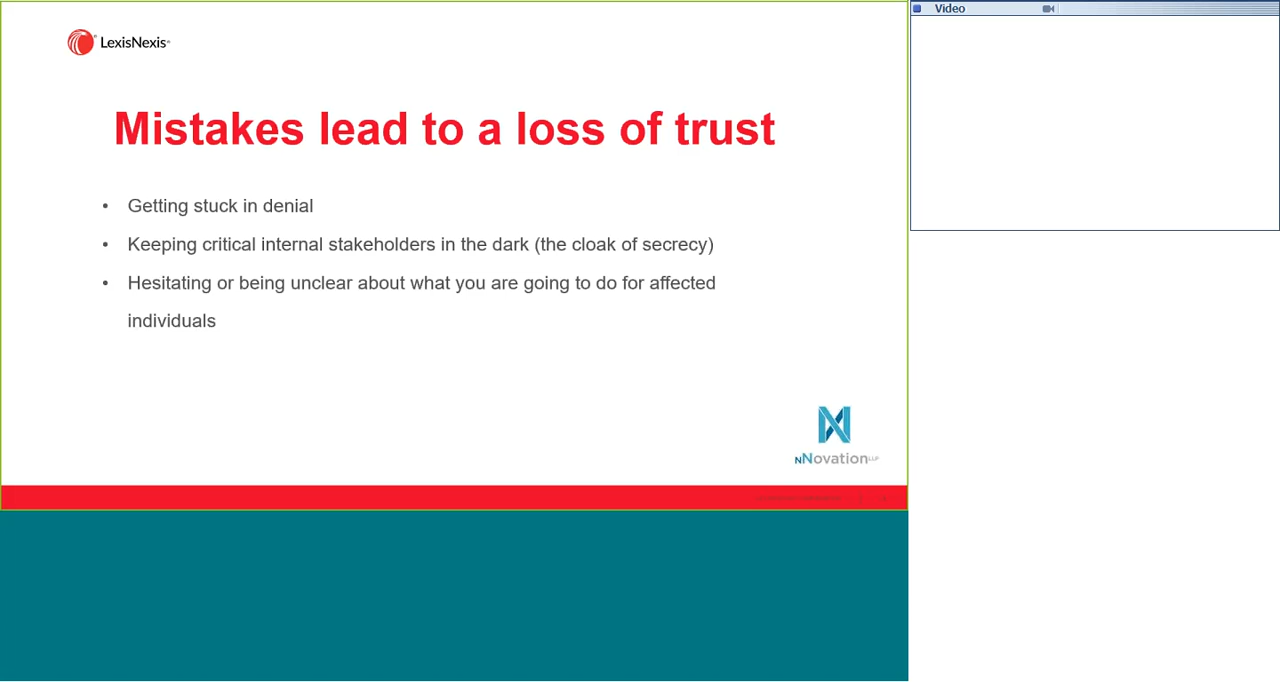 LexisNexis®
Video
Mistakes lead to a loss of trust
• Getting stuck in denial
• Keeping critical internal stakeholders in the dark (the cloak of secrecy)
• Hesitating or being unclear about what you are going to do for affected
individuals
nNovation LLP